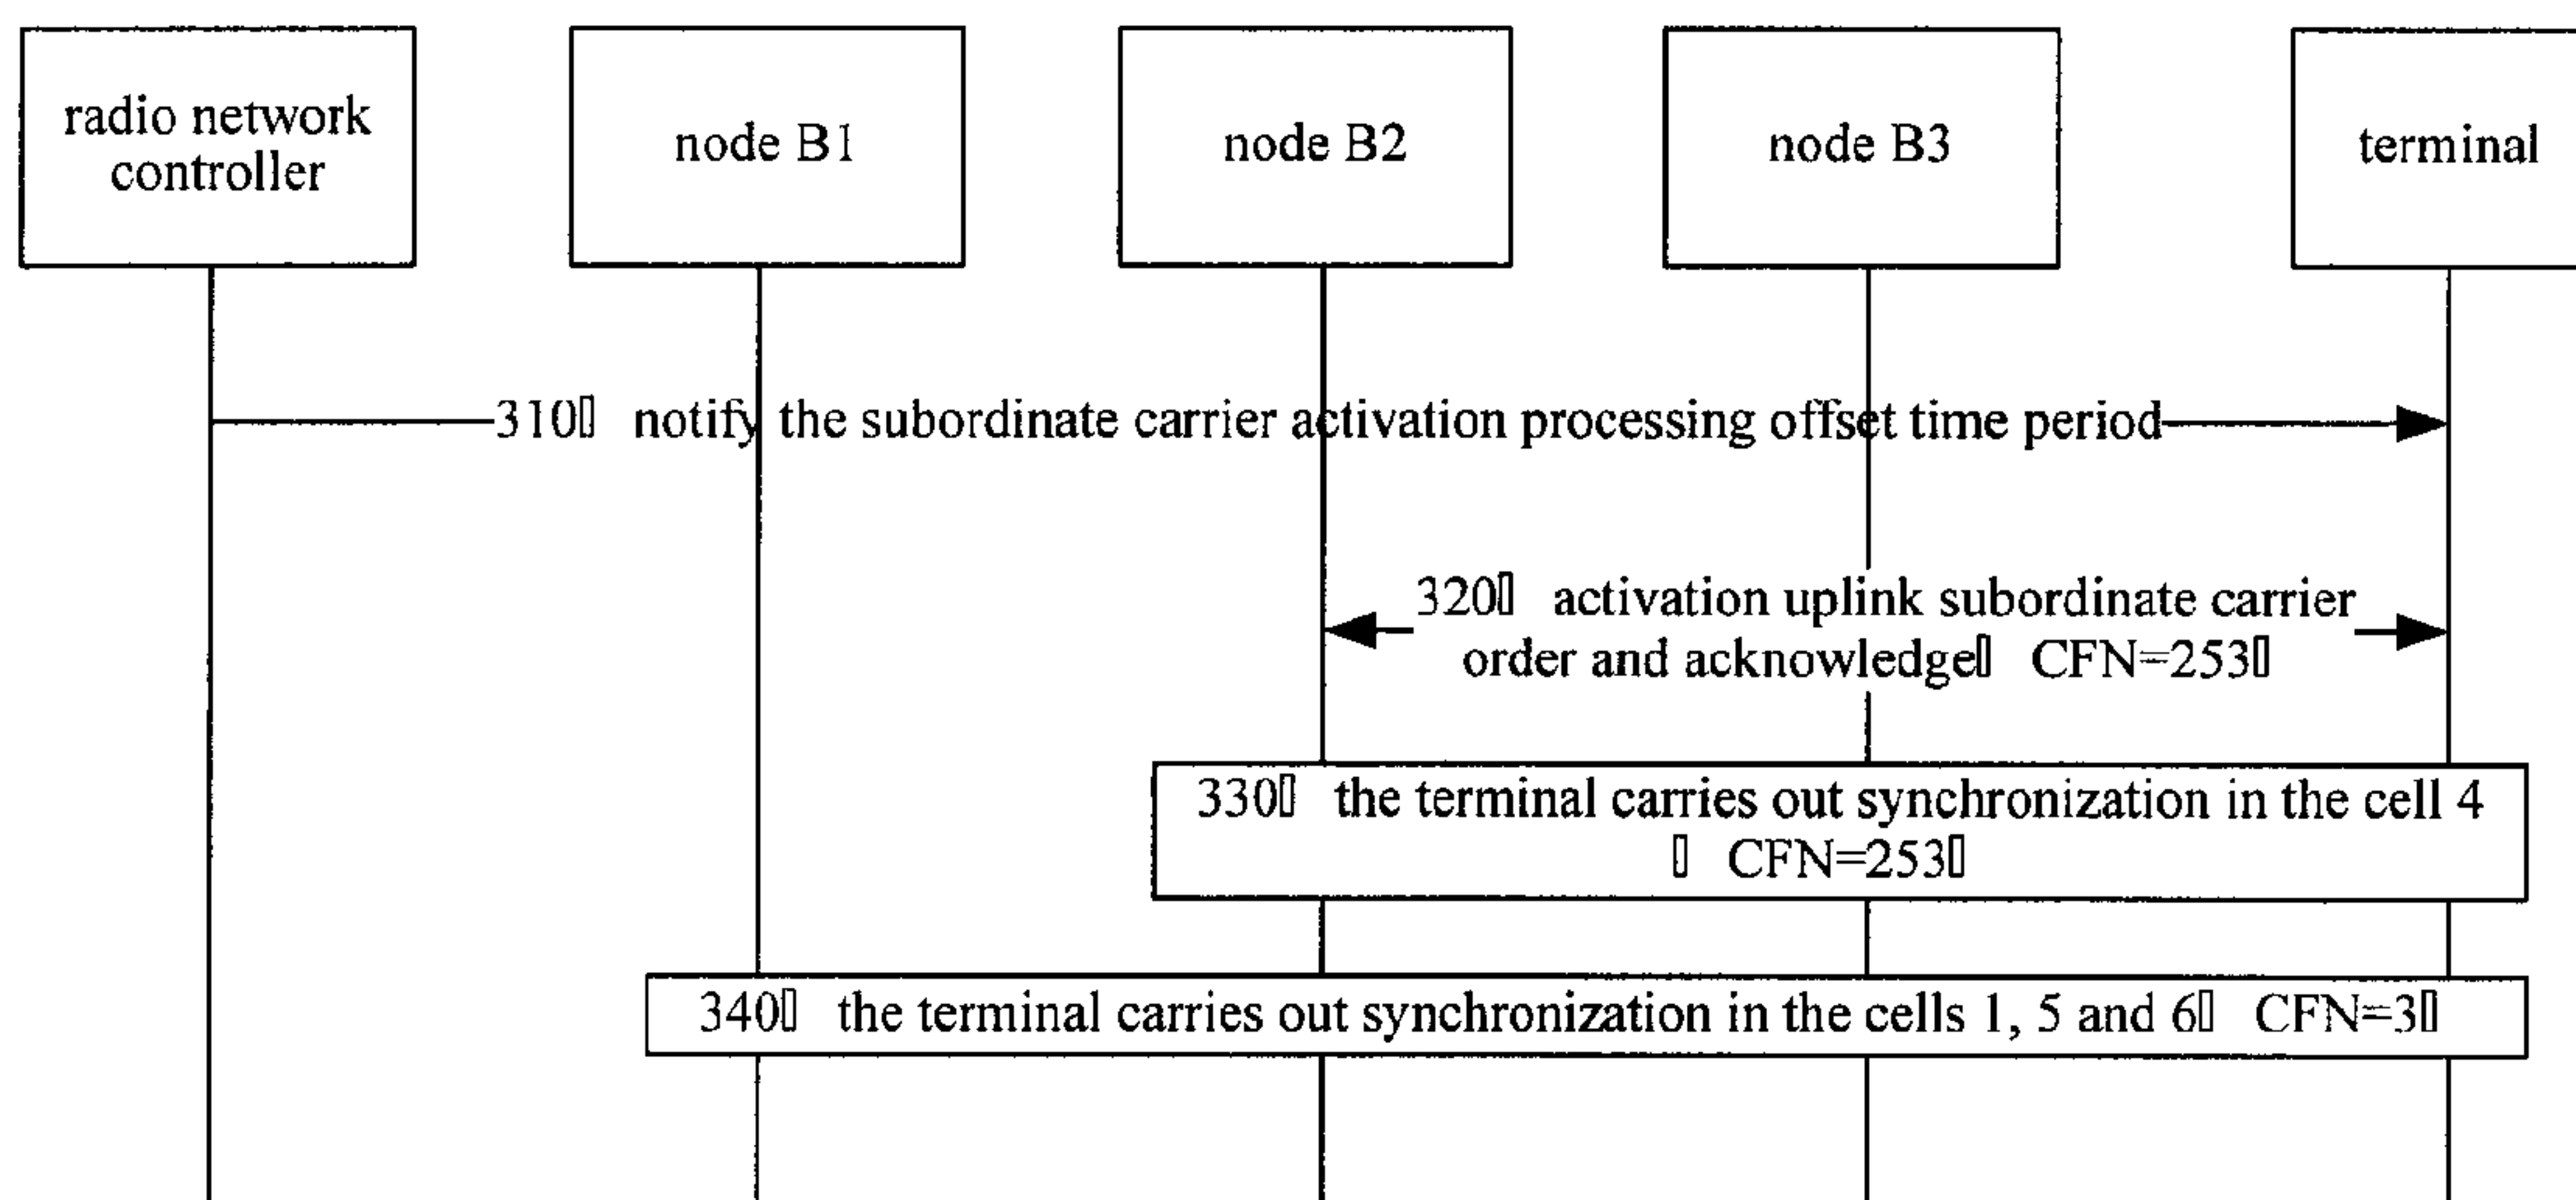 radio network
controller
node B1
node B2
node B3
terminal
310▯ notify the subordinate carrier activation processing offset time period
320▯ activation uplink subordinate carrier
order and acknowledge▯ CFN=253▯
330▯ the terminal carries out synchronization in the cell 4
▯ CFN=253▯
340▯ the terminal carries out synchronization in the cells 1, 5 and 6▯ CFN=3▯